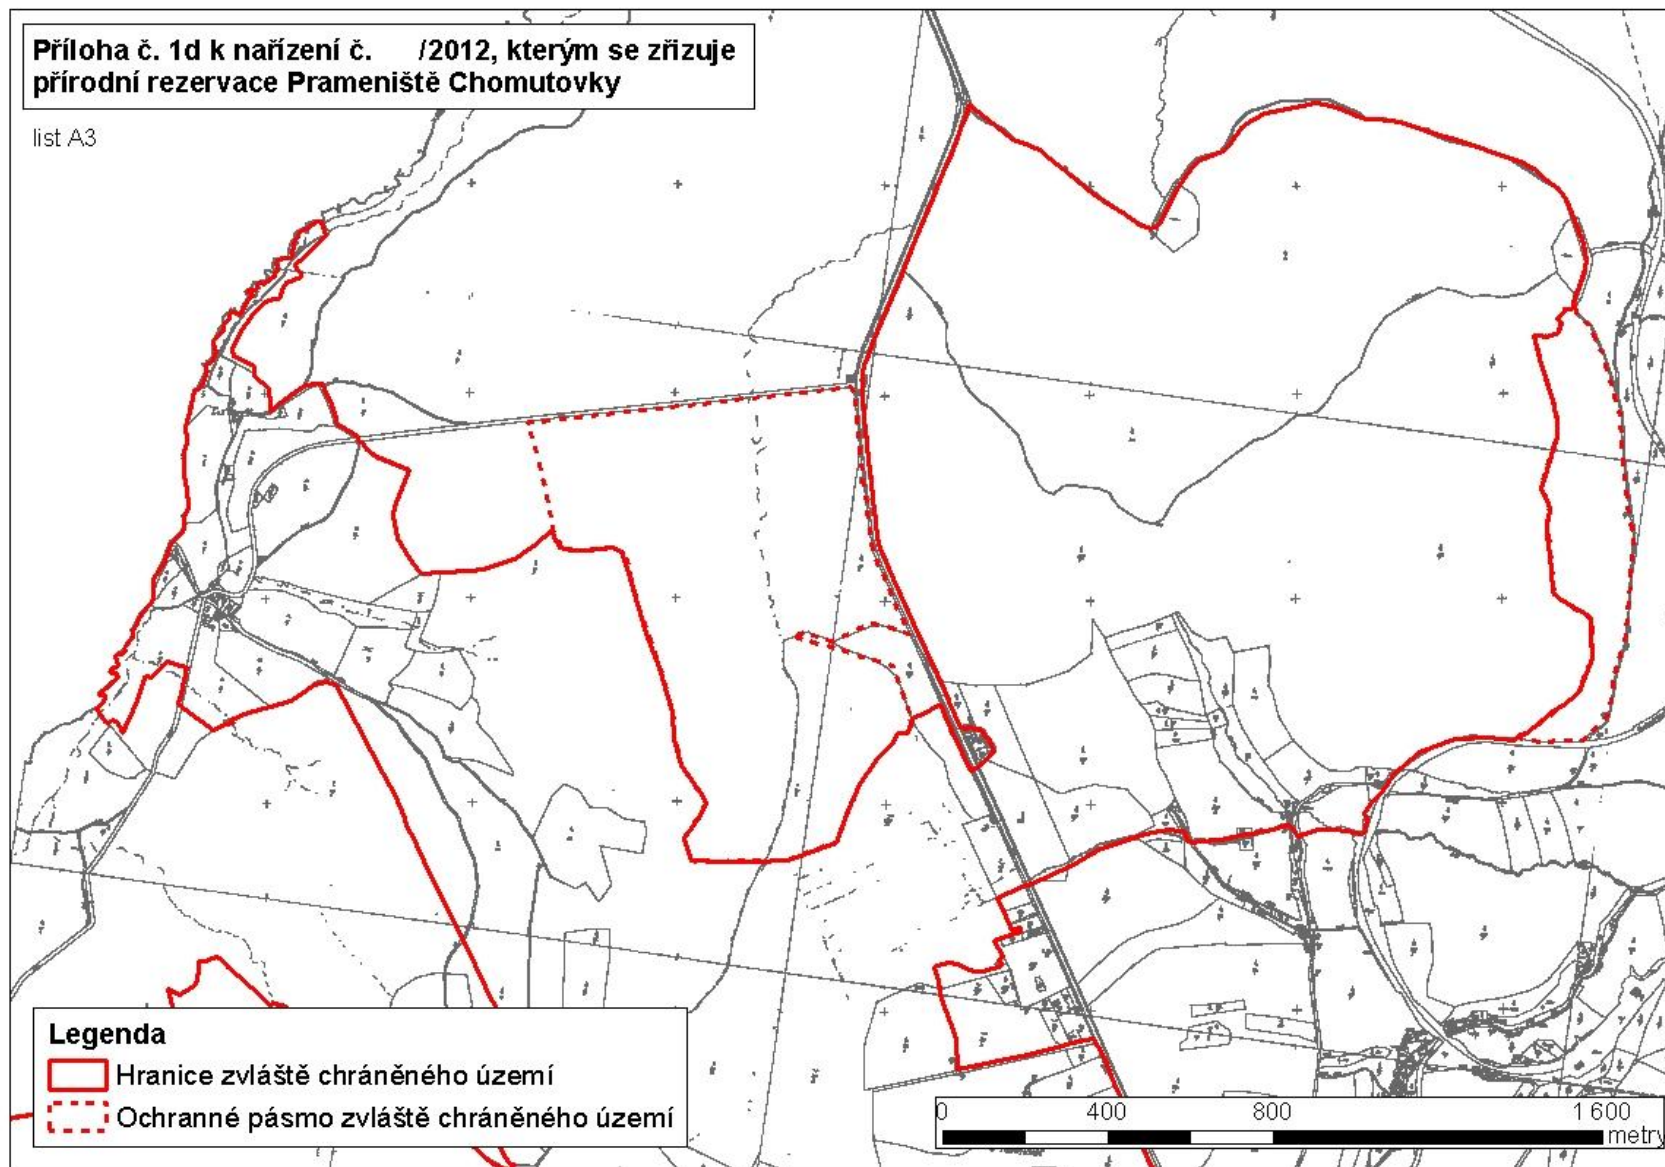 Příloha č. 1d k nařízení č. /2012, kterým se zřizuje
přírodní rezervace Prameniště Chomutovky
list A3
Legenda
Hranice zvláště chráněného území
Ochranné pásmo zvláště chráněného území
0 400 800 1 600
metry